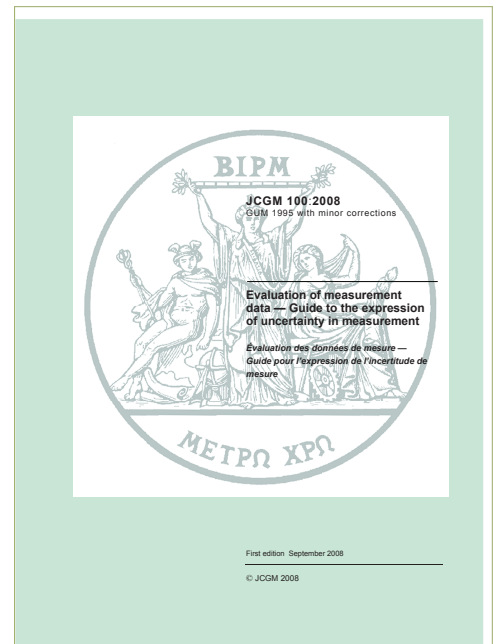 BIPM
JCGM 100:2008
GUM 1995 with minor corrections
Evaluation of measurement
data — Guide to the expression
of uncertainty in measurement
Évaluation des données de mesure —
Guide pour l'expression de l'incertitude de
mesure
ΜΕΤΡΩ ΧΡΩ
First edition September 2008
© JCGM 2008